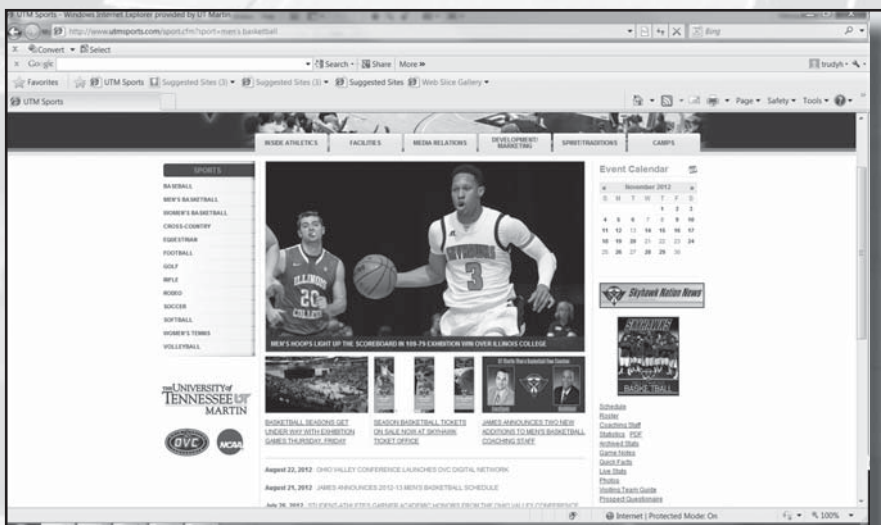 UTM Sports - Windows Internet Explorer provided by UT Martin
http://www.utmsports.com/sport.cfm?sport=men's basketball
Bing
x Convert Select
x Google
Search Share More »
trudyh
Favorites UTM Sports Suggested Sites (3) Suggested Sites (3) Suggested Sites Web Slice Gallery
UTM Sports
Page Safety Tools
INSIDE ATHLETICS FACILITIES MEDIA RELATIONS DEVELOPMENT/ MARKETING SPIRIT/TRADITIONS CAMPS
SPORTS
BASEBALL
MEN'S BASKETBALL
WOMEN'S BASKETBALL
CROSS-COUNTRY
EQUESTRIAN
FOOTBALL
GOLF
RIFLE
RODEO
SOCCER
SOFTBALL
WOMEN'S TENNIS
VOLLEYBALL
THE UNIVERSITY of
TENNESSEE UT
MARTIN
OVC
NCAA
ILLINOIS
20
COLLEGE
SKYHAWKS
3
MEN'S HOOPS LIGHT UP THE SCOREBOARD IN 109-79 EXHIBITION WIN OVER ILLINOIS COLLEGE
BASKETBALL SEASONS GET
UNDER WAY WITH EXHIBITION
GAMES THURSDAY, FRIDAY
SEASON BASKETBALL TICKETS
ON SALE NOW AT SKYHAWK
TICKET OFFICE
JAMES ANNOUNCES TWO NEW
ADDITIONS TO MEN'S BASKETBALL
COACHING STAFF
August 22, 2012 OHIO VALLEY CONFERENCE LAUNCHES OVC DIGITAL NETWORK
August 21, 2012 JAMES ANNOUNCES 2012-13 MEN'S BASKETBALL SCHEDULE
July 26, 2012 STUDENT-ATHLETES GARNER ACADEMIC HONORS FROM THE OHIO VALLEY CONFERENCE
Event Calendar
« November 2012 »
S M T W T F S
1 2 3
4 5 6 7 8 9 10
11 12 13 14 15 16 17
18 19 20 21 22 23 24
25 26 27 28 29 30
Skyhawk Nation News
SKYHAWKS
BASKETBALL
Schedule
Roster
Coaching Staff
Statistics PDF
Archived Stats
Game Notes
Quick Facts
Live Stats
Photos
Visiting Team Guide
Prospect Questionnaire
Internet | Protected Mode: On
100%